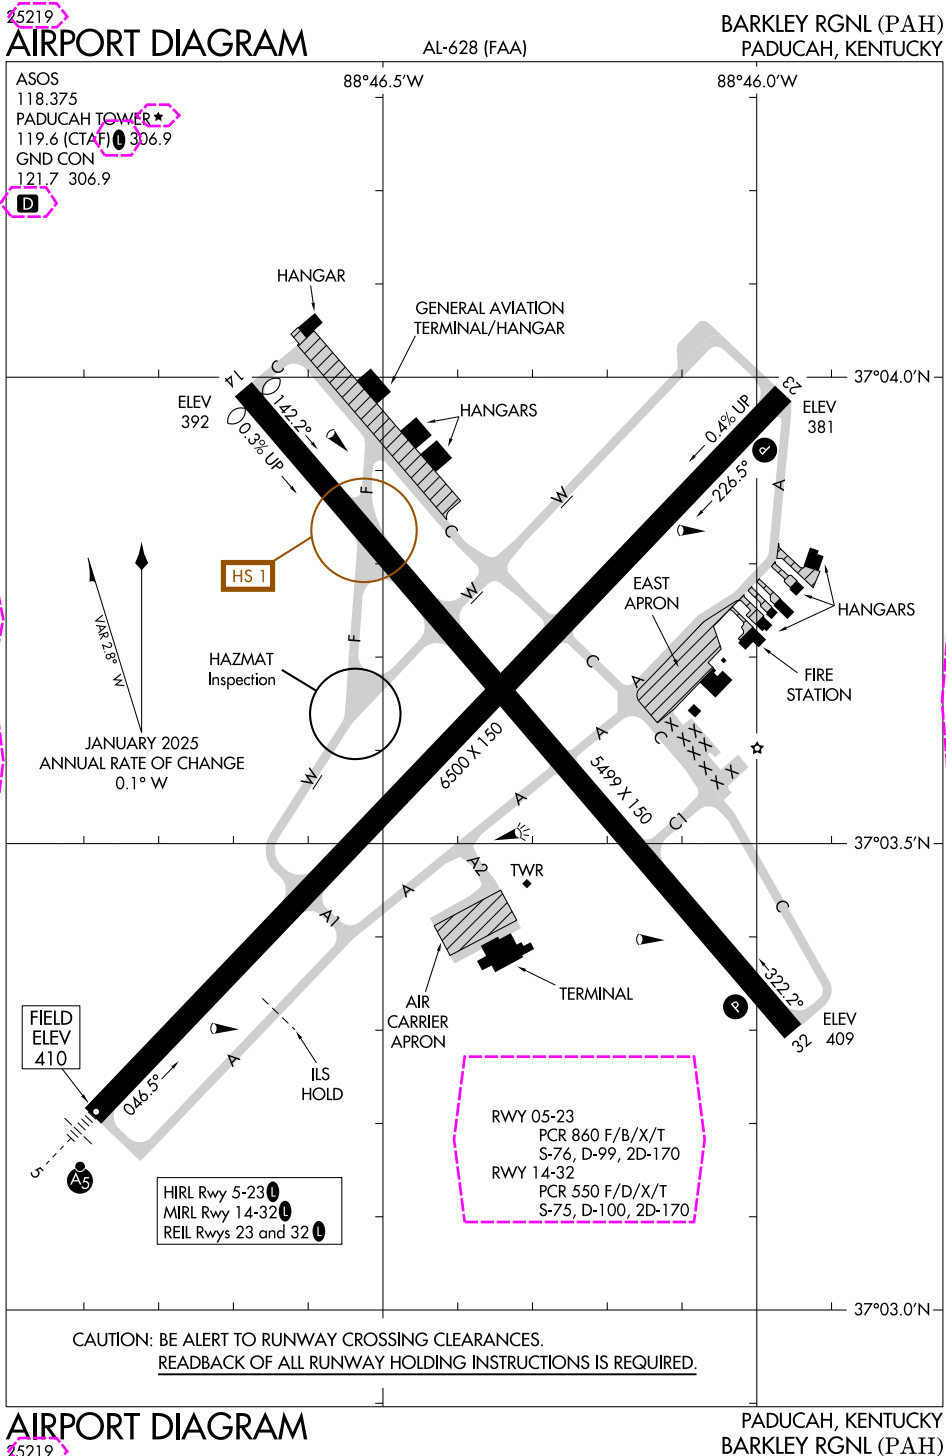 25219
AIRPORT DIAGRAM
AL-628 (FAA)
BARKLEY RGNL (PAH)
PADUCAH, KENTUCKY
ASOS
118.375
PADUCAH TOWER★
119.6 (CTAF) L 306.9
GND CON
121.7 306.9
D
88°46.5'W
88°46.0'W
HANGAR
GENERAL AVIATION
TERMINAL/HANGAR
C
14
23
37°04.0'N
ELEV
392
142.2°
0.3% UP
HANGARS
0.4% UP
ELEV
381
P
226.5°
F
W
A
C
HS 1
EAST
APRON
W
HANGARS
VAR 2.8° W
F
HAZMAT
Inspection
C
A
FIRE
STATION
JANUARY 2025
ANNUAL RATE OF CHANGE
0.1° W
6500 X 150
A
C
X X X X X X X X X
5499 X 150
W
A
C1
37°03.5'N
A2
TWR
A
A1
C
TERMINAL
AIR
CARRIER
APRON
322.2°
P
ELEV
409
32
FIELD
ELEV
410
ILS
HOLD
A
046.5°
5
A5
RWY 05-23
PCR 860 F/B/X/T
S-76, D-99, 2D-170
RWY 14-32
PCR 550 F/D/X/T
S-75, D-100, 2D-170
HIRL Rwy 5-23 L
MIRL Rwy 14-32 L
REIL Rwys 23 and 32 L
37°03.0'N
CAUTION: BE ALERT TO RUNWAY CROSSING CLEARANCES.
READBACK OF ALL RUNWAY HOLDING INSTRUCTIONS IS REQUIRED.
AIRPORT DIAGRAM
25219
PADUCAH, KENTUCKY
BARKLEY RGNL (PAH)